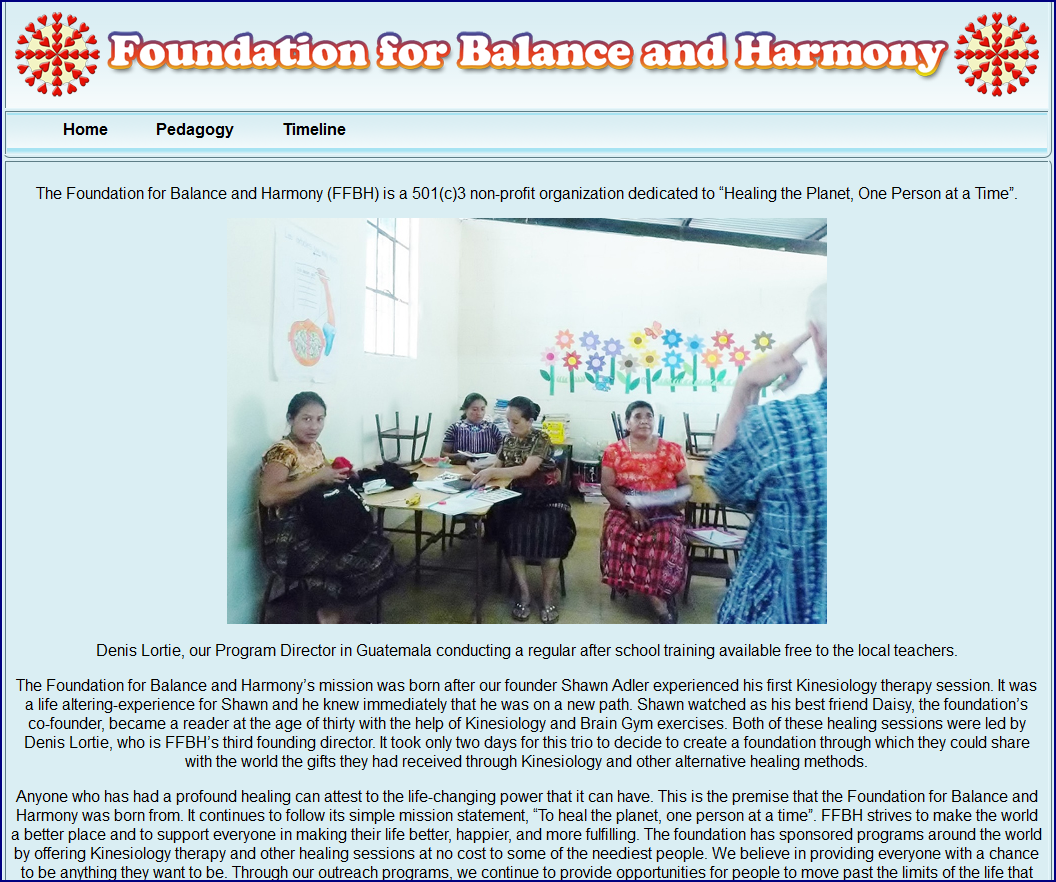 Foundation for Balance and Harmony
Home Pedagogy Timeline
The Foundation for Balance and Harmony (FFBH) is a 501(c)3 non-profit organization dedicated to “Healing the Planet, One Person at a Time”.
Denis Lortie, our Program Director in Guatemala conducting a regular after school training available free to the local teachers.
The Foundation for Balance and Harmony’s mission was born after our founder Shawn Adler experienced his first Kinesiology therapy session. It was
a life altering-experience for Shawn and he knew immediately that he was on a new path. Shawn watched as his best friend Daisy, the foundation’s
co-founder, became a reader at the age of thirty with the help of Kinesiology and Brain Gym exercises. Both of these healing sessions were led by
Denis Lortie, who is FFBH’s third founding director. It took only two days for this trio to decide to create a foundation through which they could share
with the world the gifts they had received through Kinesiology and other alternative healing methods.
Anyone who has had a profound healing can attest to the life-changing power that it can have. This is the premise that the Foundation for Balance and
Harmony was born from. It continues to follow its simple mission statement, “To heal the planet, one person at a time”. FFBH strives to make the world
a better place and to support everyone in making their life better, happier, and more fulfilling. The foundation has sponsored programs around the world
by offering Kinesiology therapy and other healing sessions at no cost to some of the neediest people. We believe in providing everyone with a chance
to be anything they want to be. Through our outreach programs, we continue to provide opportunities for people to move past the limits of the life that